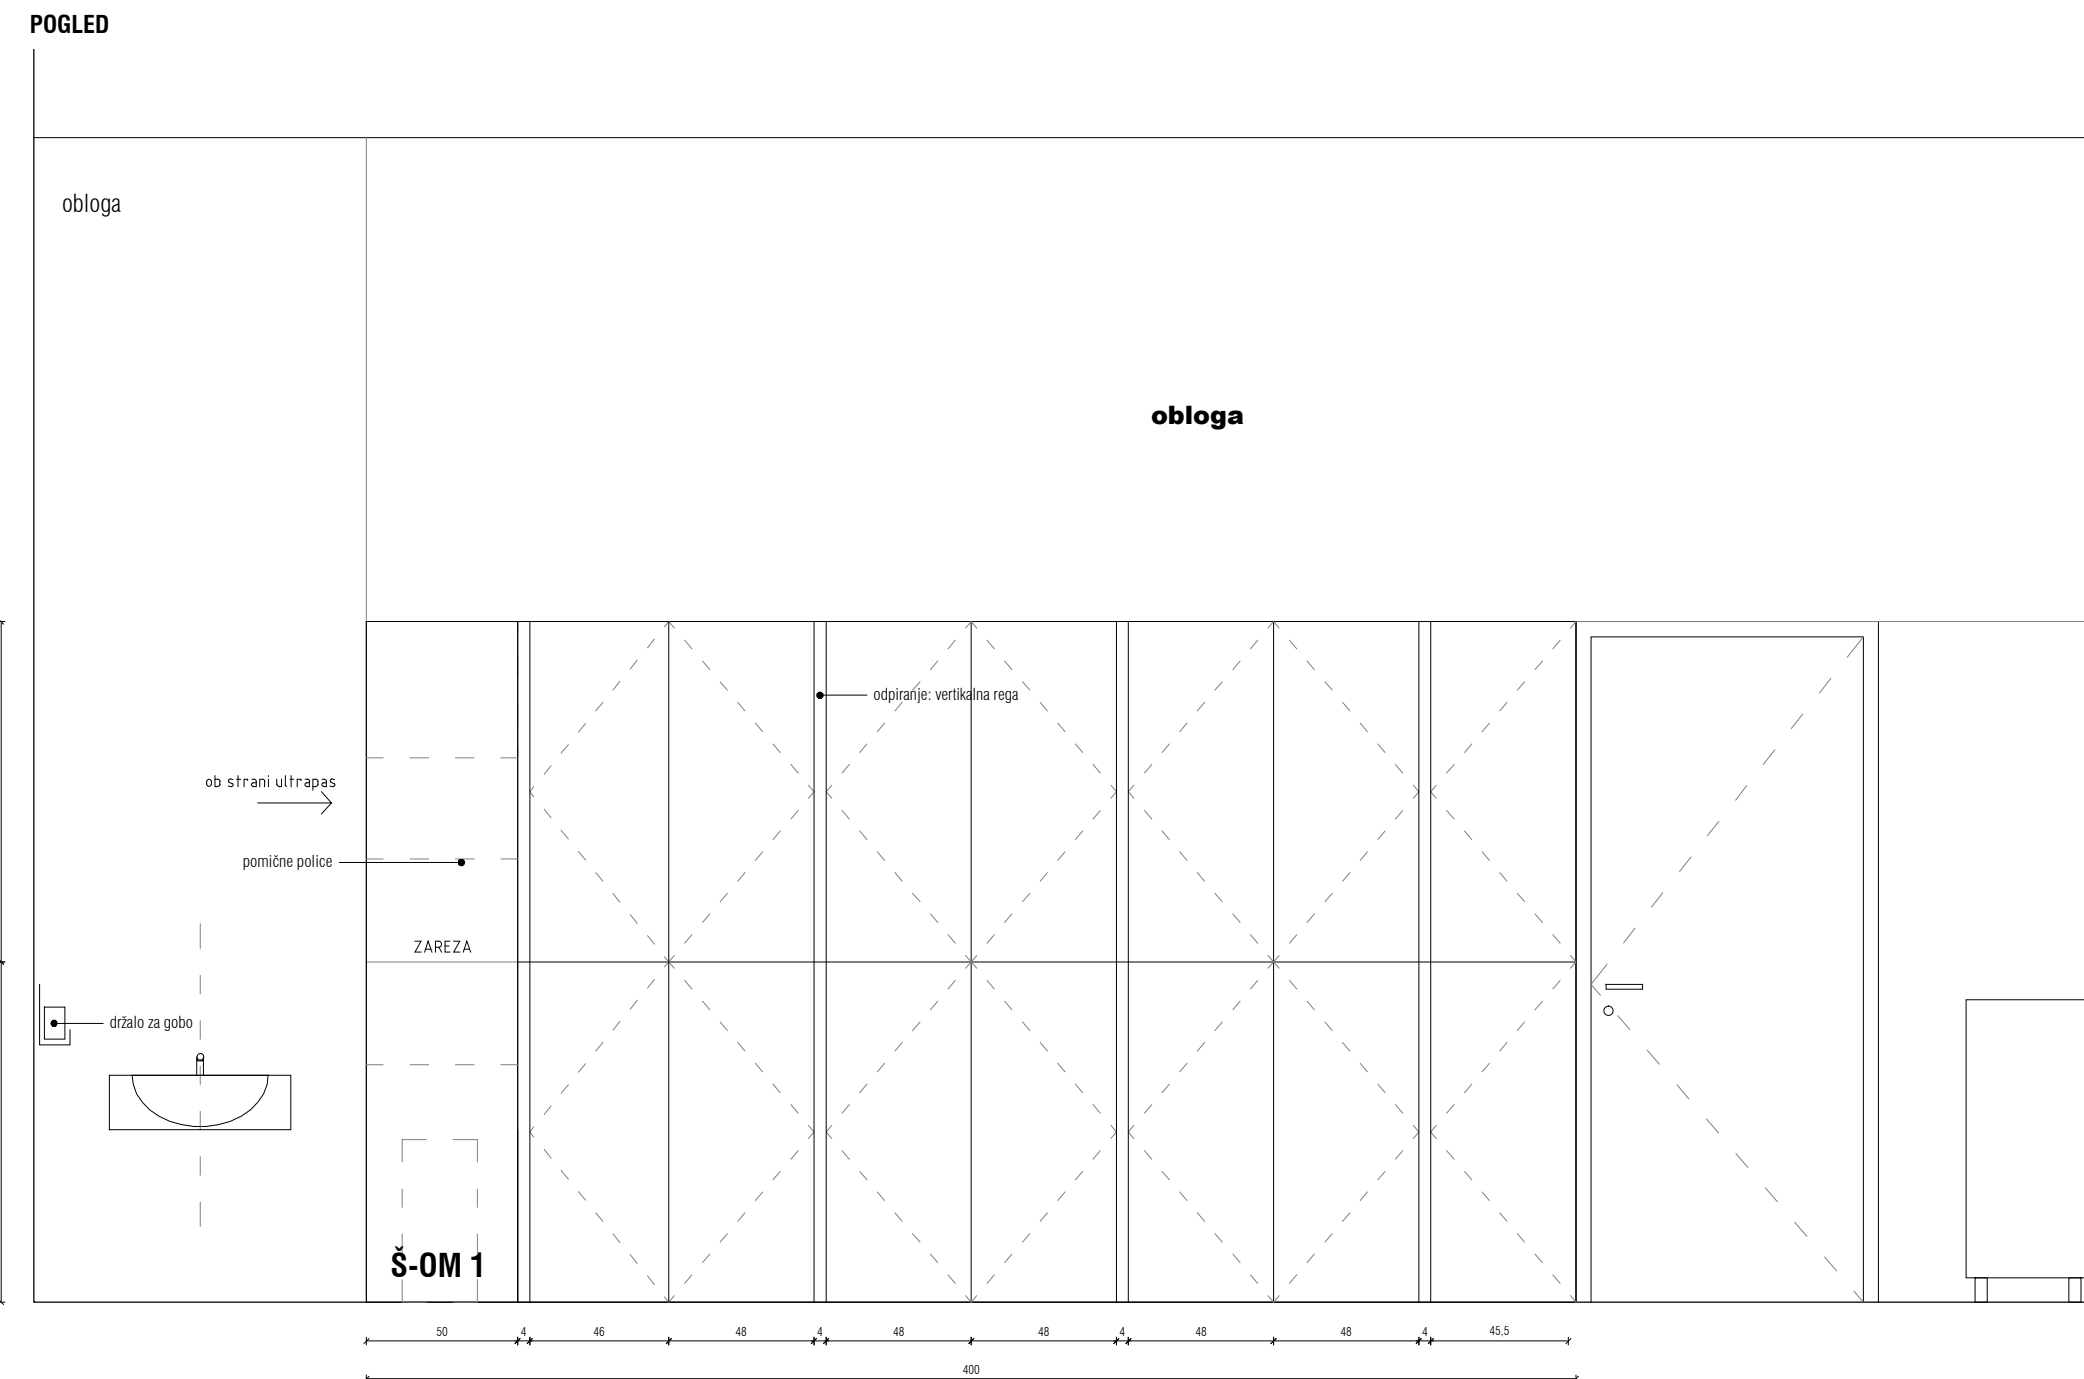 POGLED
obloga
obloga
odpiranje: vertikalna rega
ob strani ultrapas
pomične police
ZAREZA
držalo za gobo
Š-OM 1
50 4 46 48 4 48 48 4 48 48 4 45,5
400